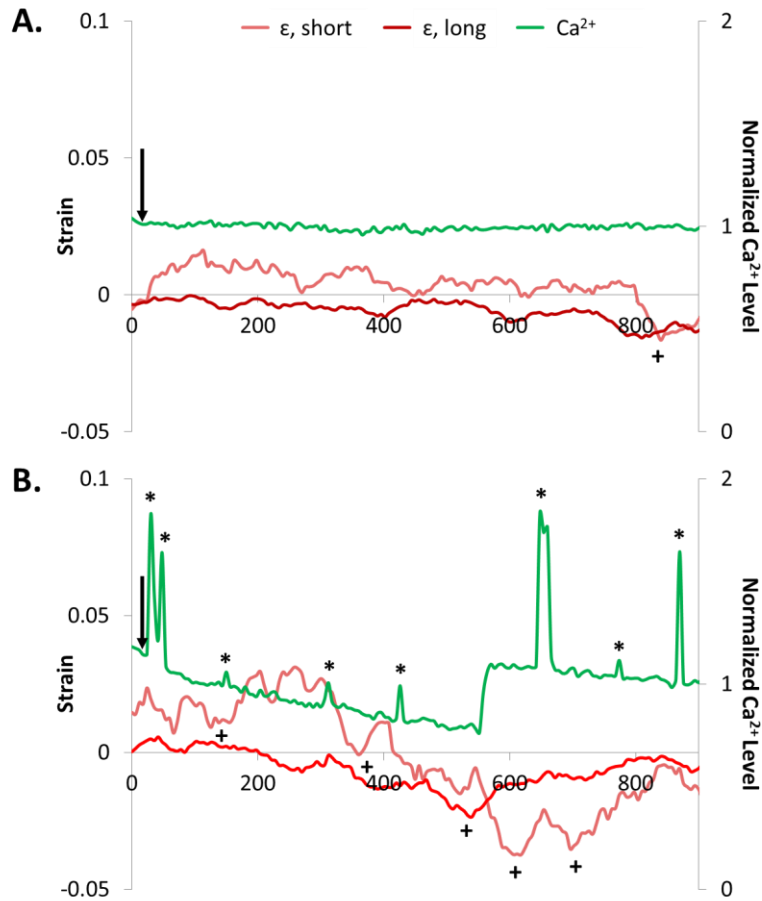 A.
ε, short ε, long Ca²⁺
0.1 2
0.05
Strain
1
Normalized Ca²⁺ Level
0
0 200 400 600 800
+
-0.05 0
B.
0.1 2
* * * *
0.05
Strain
* * * *
1
Normalized Ca²⁺ Level
+
0
+
0 200 400 600 800
+
+ +
-0.05 0